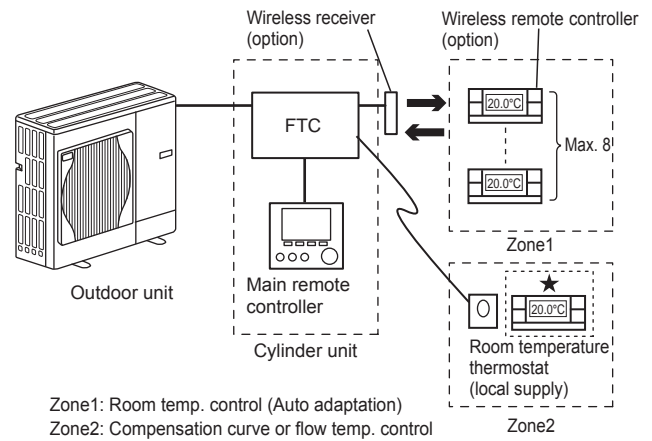 Wireless receiver
(option)
Wireless remote controller
(option)
FTC
20.0°C
Max. 8
20.0°C
Zone1
Outdoor unit
Main remote
controller
★
20.0°C
Room temperature
thermostat
(local supply)
Cylinder unit
Zone2
Zone1: Room temp. control (Auto adaptation)
Zone2: Compensation curve or flow temp. control